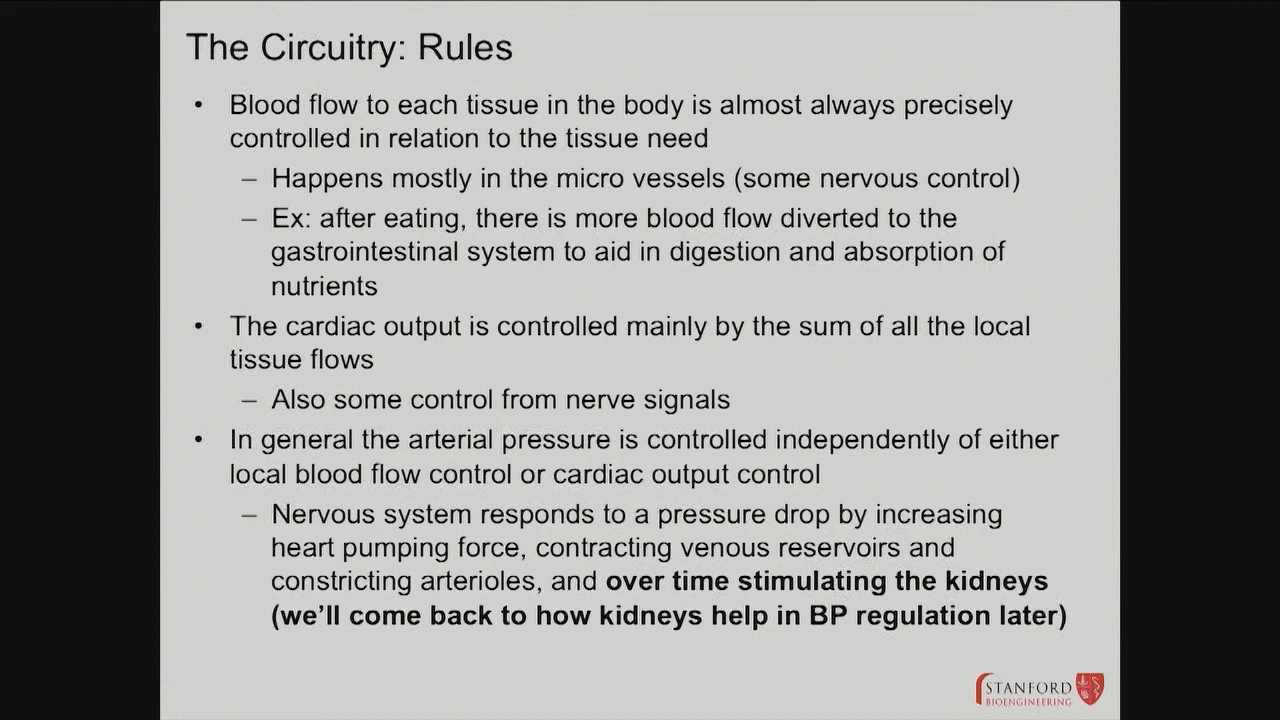 The Circuitry: Rules
• Blood flow to each tissue in the body is almost always precisely
controlled in relation to the tissue need
– Happens mostly in the micro vessels (some nervous control)
– Ex: after eating, there is more blood flow diverted to the
gastrointestinal system to aid in digestion and absorption of
nutrients
• The cardiac output is controlled mainly by the sum of all the local
tissue flows
– Also some control from nerve signals
• In general the arterial pressure is controlled independently of either
local blood flow control or cardiac output control
– Nervous system responds to a pressure drop by increasing
heart pumping force, contracting venous reservoirs and
constricting arterioles, and over time stimulating the kidneys
(we’ll come back to how kidneys help in BP regulation later)
STANFORD
BIOENGINEERING